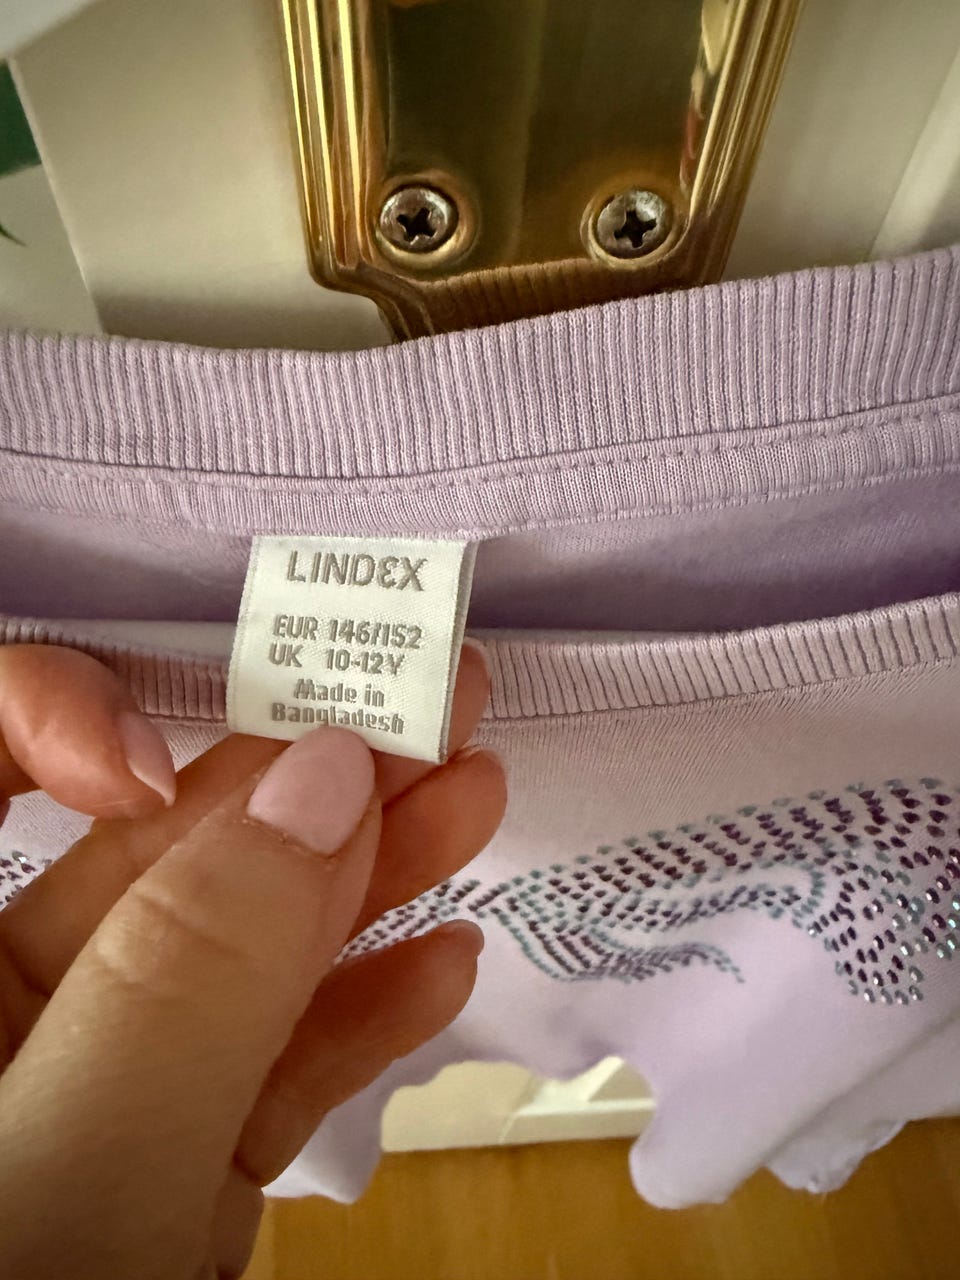 LINDEX
EUR 146/152
UK 10-12Y
Made in
Bangladesh